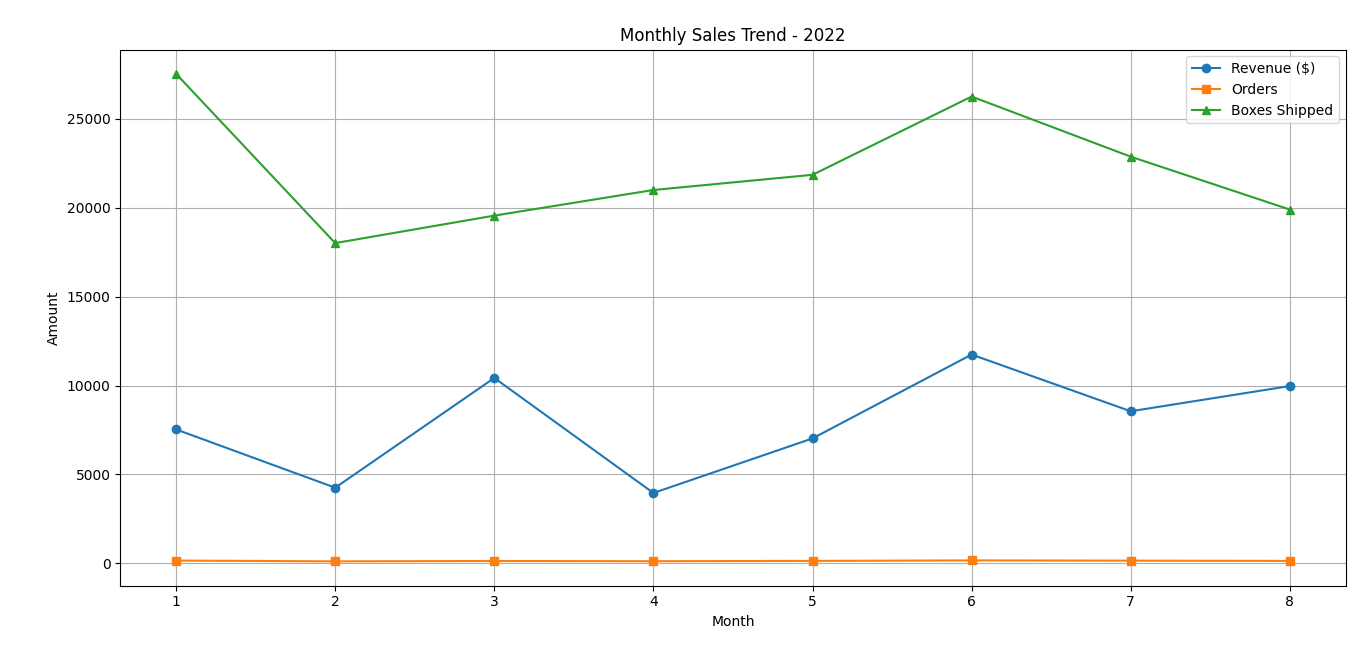 Monthly Sales Trend - 2022
Revenue ($)
Orders
Boxes Shipped
25000
20000
15000
10000
5000
0
Amount
1 2 3 4 5 6 7 8
Month